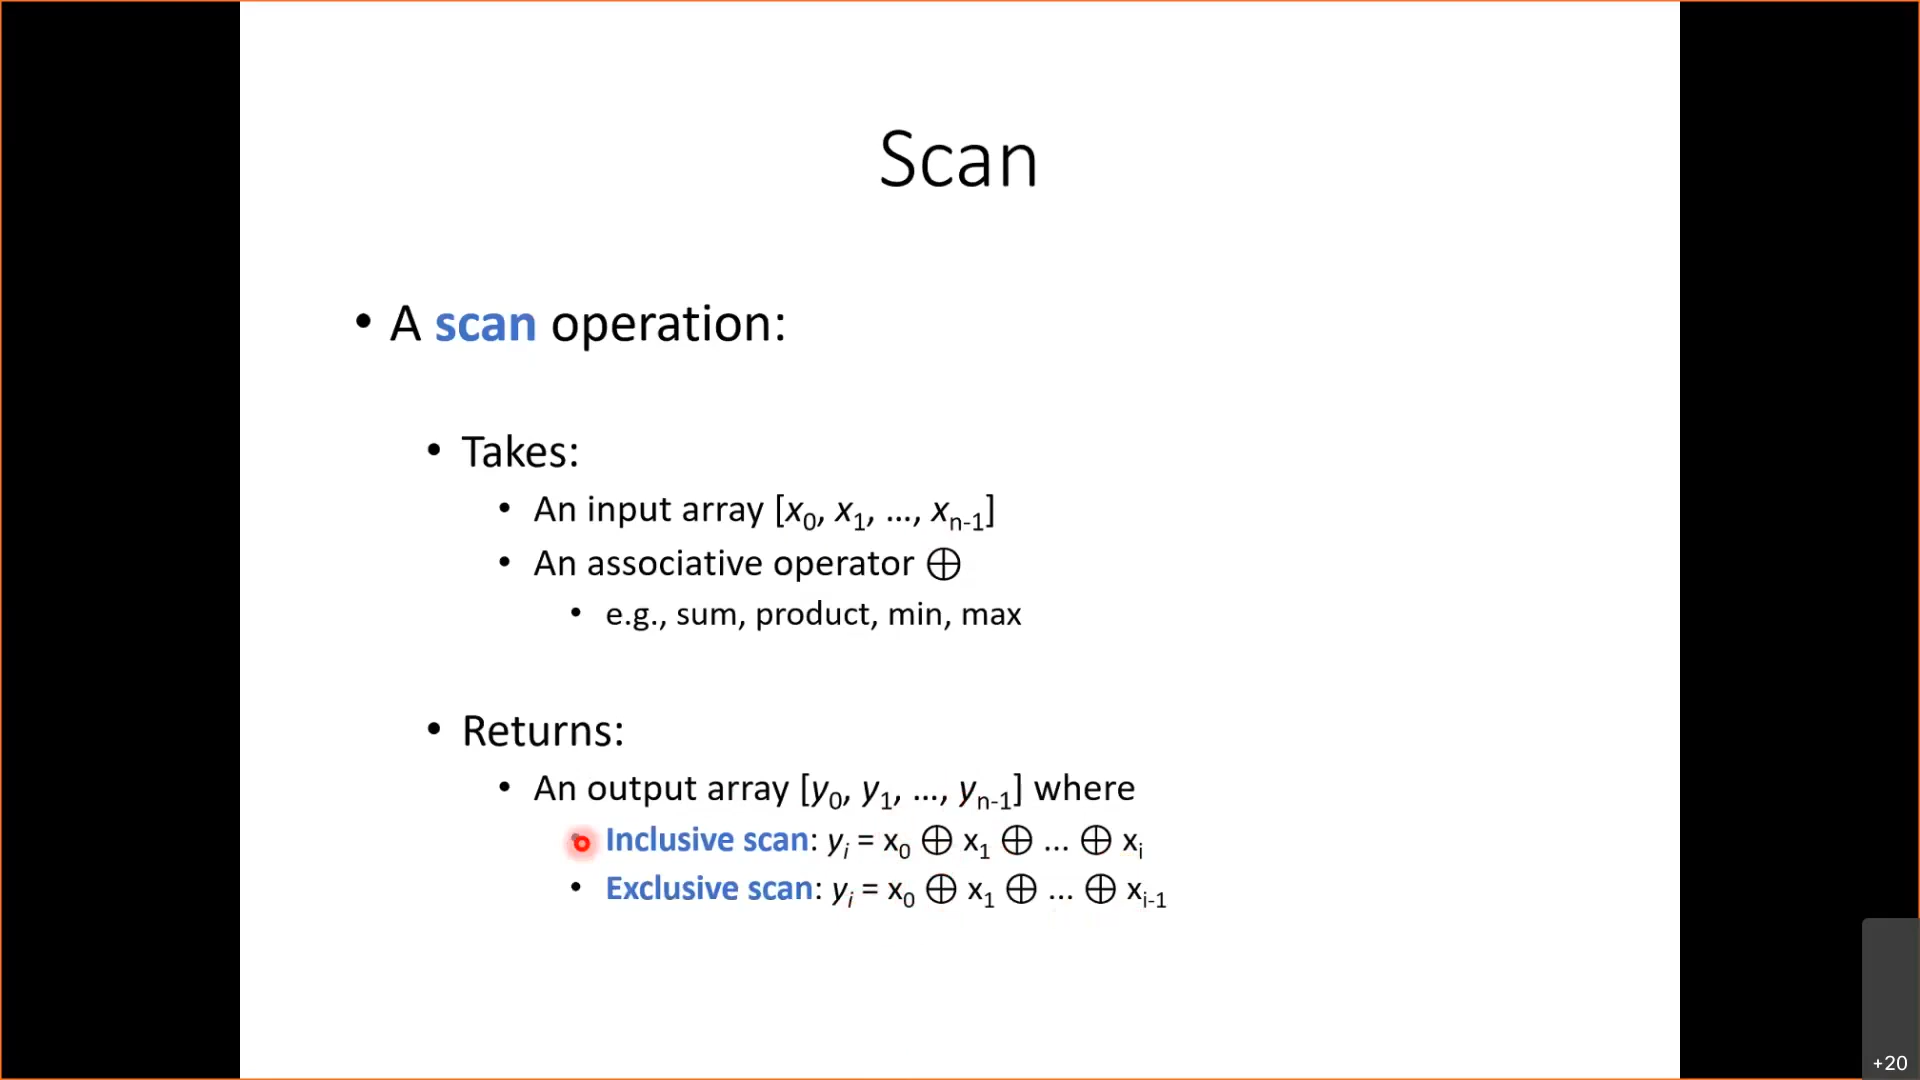 Scan
• A scan operation:
• Takes:
• An input array [x₀, x₁, …, xₙ₋₁]
• An associative operator ⊕
• e.g., sum, product, min, max
• Returns:
• An output array [y₀, y₁, …, yₙ₋₁] where
• Inclusive scan: yᵢ = x₀ ⊕ x₁ ⊕ … ⊕ xᵢ
• Exclusive scan: yᵢ = x₀ ⊕ x₁ ⊕ … ⊕ xᵢ₋₁
+20